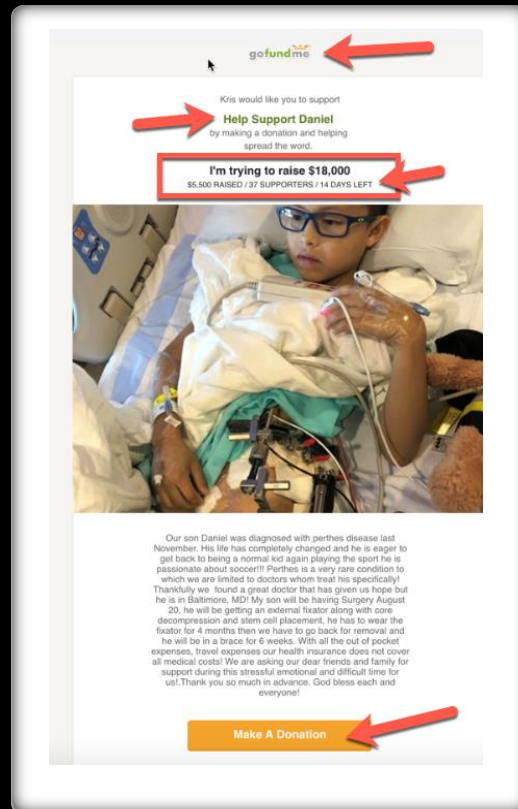 gofundme
Kris would like you to support
Help Support Daniel
by making a donation and helping
spread the word.
I'm trying to raise $18,000
$5,500 RAISED / 37 SUPPORTERS / 14 DAYS LEFT
Our son Daniel was diagnosed with perthes disease last
November. His life has completely changed and he is eager to
get back to being a normal kid again playing the sport he is
passionate about soccer!!! Perthes is a very rare condition to
which we are limited to doctors whom treat his specifically!
Thankfully we found a great doctor that has given us hope but
he is in Baltimore, MD! My son will be having Surgery August
20, he will be getting an external fixator along with core
decompression and stem cell placement, he has to wear the
fixator for 4 months then we have to go back for removal and
he will be in a brace for 6 weeks. With all the out of pocket
expenses, travel expenses our health insurance does not cover
all medical costs! We are asking our dear friends and family for
support during this stressful emotional and difficult time for
us!.Thank you so much in advance. God bless each and
everyone!
Make A Donation